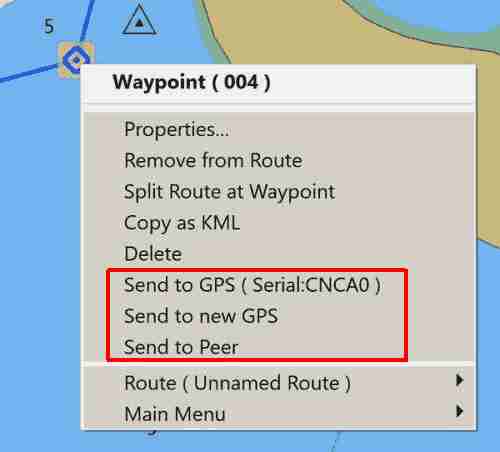 5
Waypoint ( 004 )
Properties...
Remove from Route
Split Route at Waypoint
Copy as KML
Delete
Send to GPS ( Serial:CNCA0 )
Send to new GPS
Send to Peer
Route ( Unnamed Route )
Main Menu